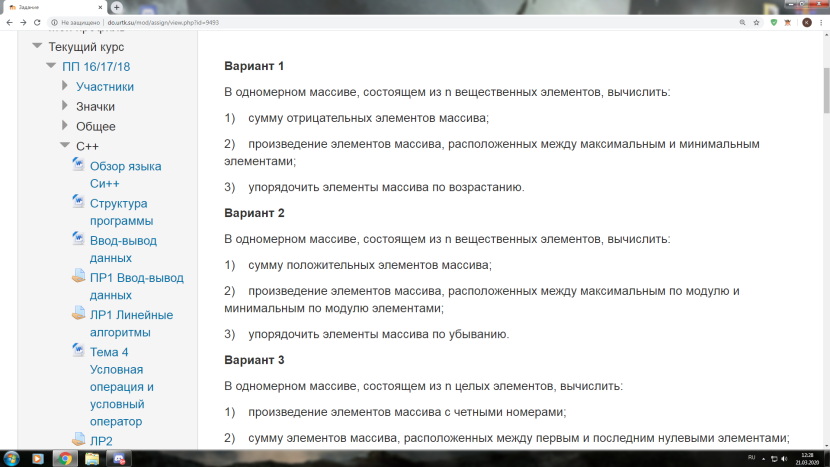 Задание
Не защищено | do.urtk.su/mod/assign/view.php?id=9493
Текущий курс
ПП 16/17/18
Участники
Значки
Общее
С++
Обзор языка
Си++
Структура
программы
Ввод-вывод
данных
ПР1 Ввод-вывод
данных
ЛР1 Линейные
алгоритмы
Тема 4
Условная
операция и
условный
оператор
ЛР2
Вариант 1
В одномерном массиве, состоящем из n вещественных элементов, вычислить:
1) сумму отрицательных элементов массива;
2) произведение элементов массива, расположенных между максимальным и минимальным
элементами;
3) упорядочить элементы массива по возрастанию.
Вариант 2
В одномерном массиве, состоящем из n вещественных элементов, вычислить:
1) сумму положительных элементов массива;
2) произведение элементов массива, расположенных между максимальным по модулю и
минимальным по модулю элементами;
3) упорядочить элементы массива по убыванию.
Вариант 3
В одномерном массиве, состоящем из n целых элементов, вычислить:
1) произведение элементов массива с четными номерами;
2) сумму элементов массива, расположенных между первым и последним нулевыми элементами;
RU
12:28
21.03.2020